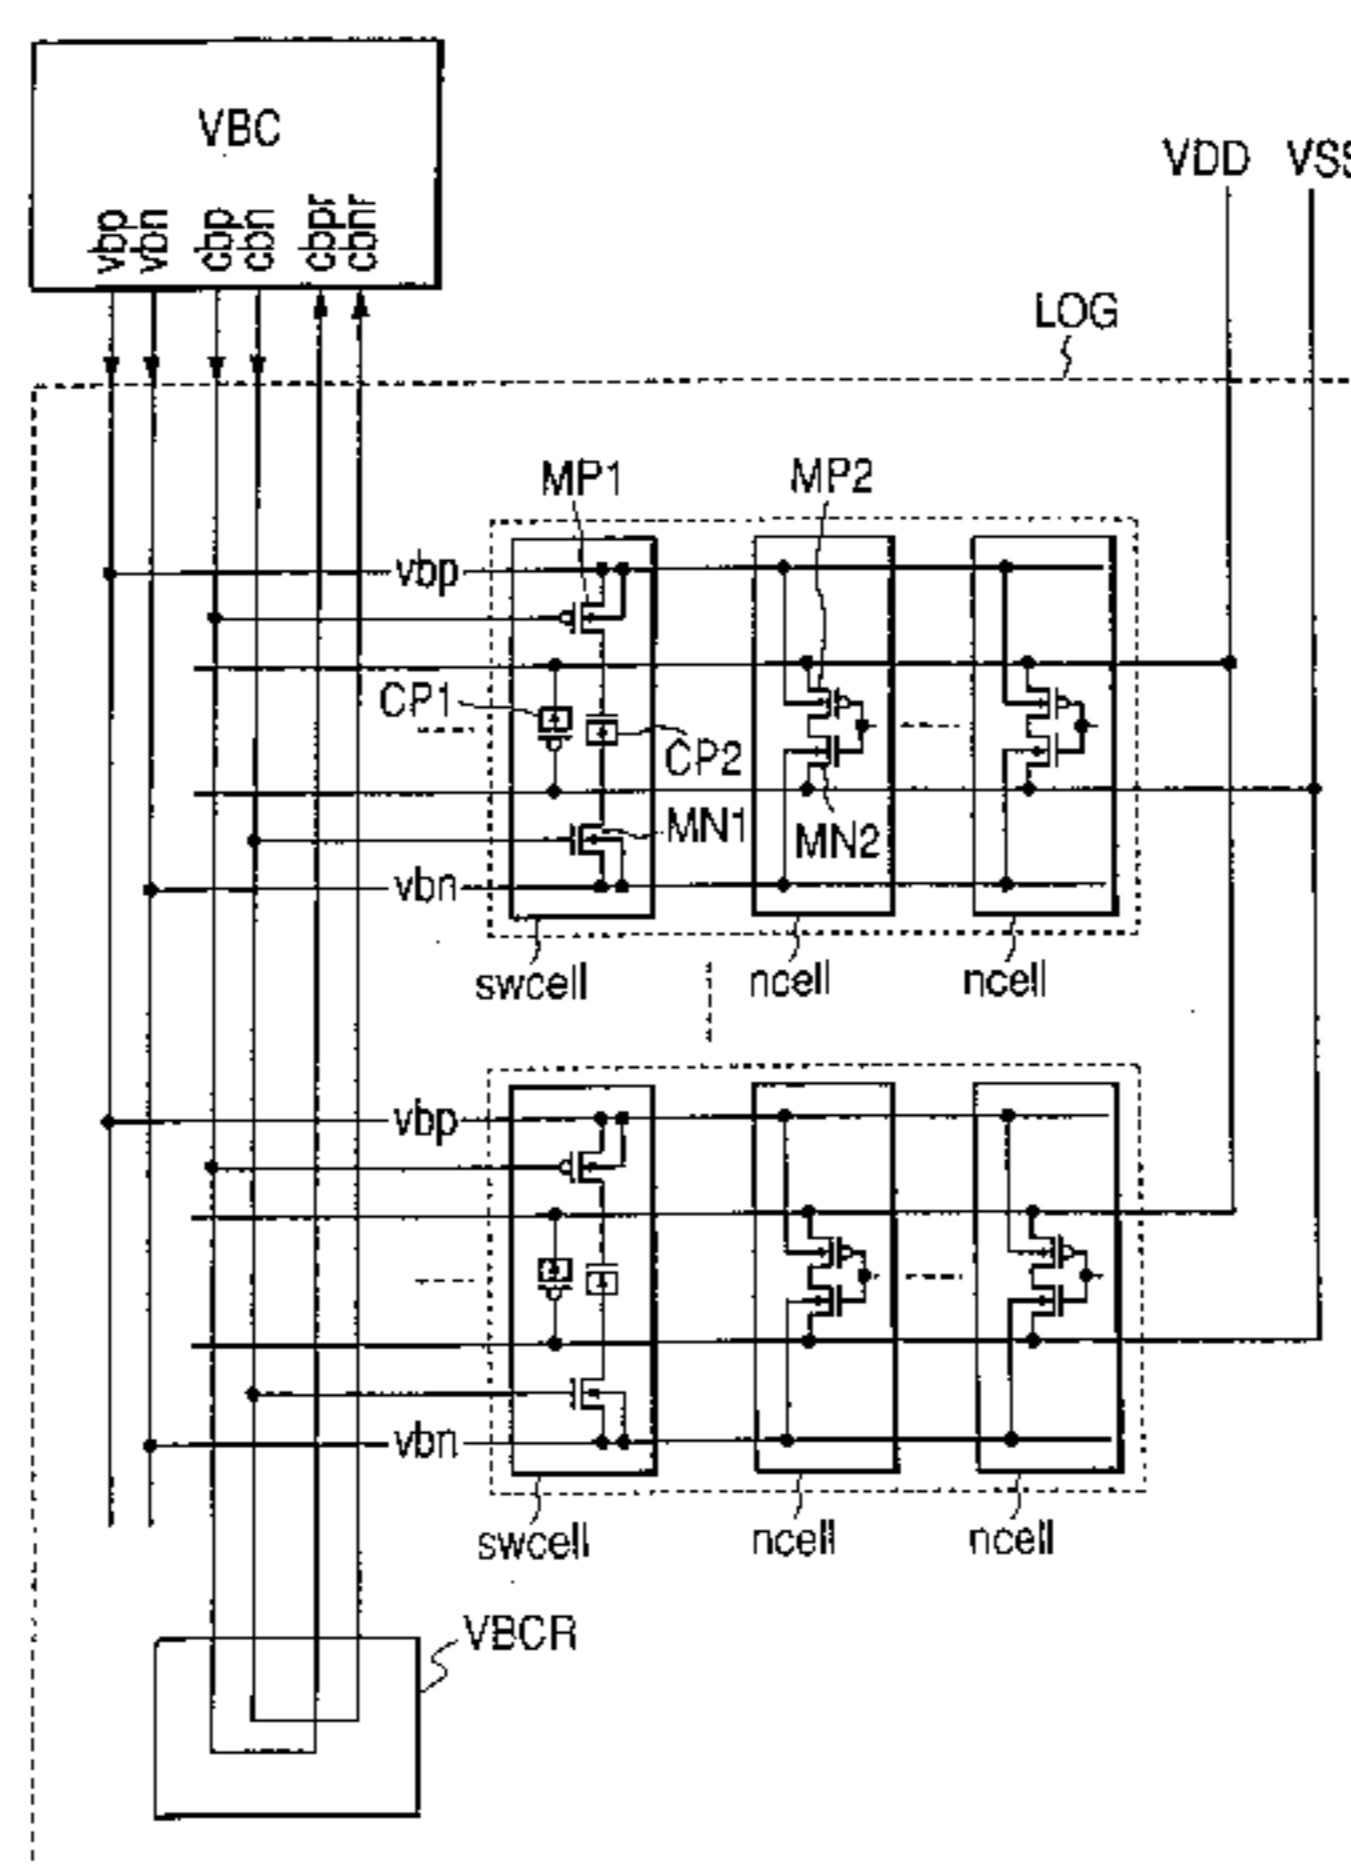 VBC
vbp
vbn
cbp
cbn
cbpr
cbnr
VDD
VSS
LOG
MP1
MP2
vbp
CP1
CP2
MN1
MN2
vbn
swcell
ncell
ncell
vbp
vbn
swcell
ncell
ncell
VBCR